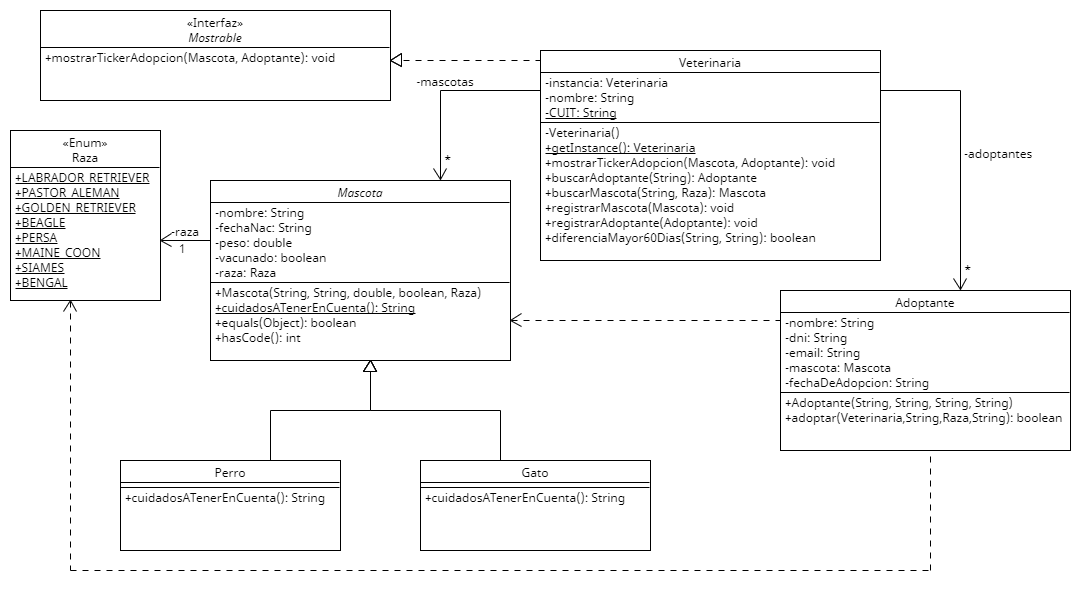 «Interfaz»
Mostrable
+mostrarTickerAdopcion(Mascota, Adoptante): void
Veterinaria
-instancia: Veterinaria
-nombre: String
-CUIT: String
-Veterinaria()
+getInstance(): Veterinaria
+mostrarTickerAdopcion(Mascota, Adoptante): void
+buscarAdoptante(String): Adoptante
+buscarMascota(String, Raza): Mascota
+registrarMascota(Mascota): void
+registrarAdoptante(Adoptante): void
+diferenciaMayor60Dias(String, String): boolean
-mascotas
*
-adoptantes
*
«Enum»
Raza
+LABRADOR_RETRIEVER
+PASTOR_ALEMAN
+GOLDEN_RETRIEVER
+BEAGLE
+PERSA
+MAINE_COON
+SIAMES
+BENGAL
-raza
1
Mascota
-nombre: String
-fechaNac: String
-peso: double
-vacunado: boolean
-raza: Raza
+Mascota(String, String, double, boolean, Raza)
+cuidadosATenerEnCuenta(): String
+equals(Object): boolean
+hasCode(): int
Adoptante
-nombre: String
-dni: String
-email: String
-mascota: Mascota
-fechaDeAdopcion: String
+Adoptante(String, String, String, String)
+adoptar(Veterinaria,String,Raza,String): boolean
Perro
+cuidadosATenerEnCuenta(): String
Gato
+cuidadosATenerEnCuenta(): String